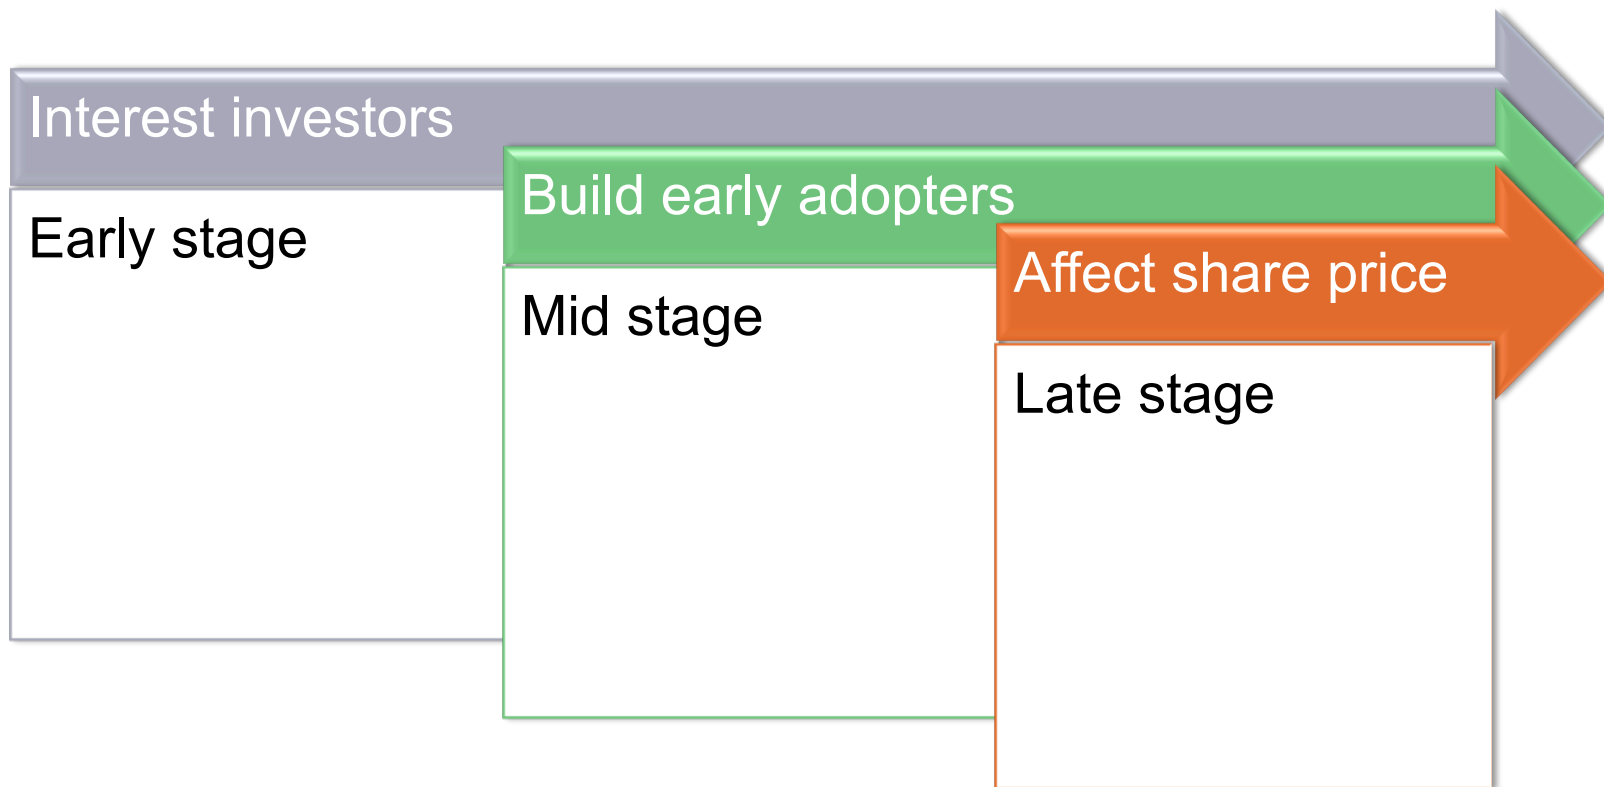 Interest investors
Early stage
Build early adopters
Mid stage
Affect share price
Late stage